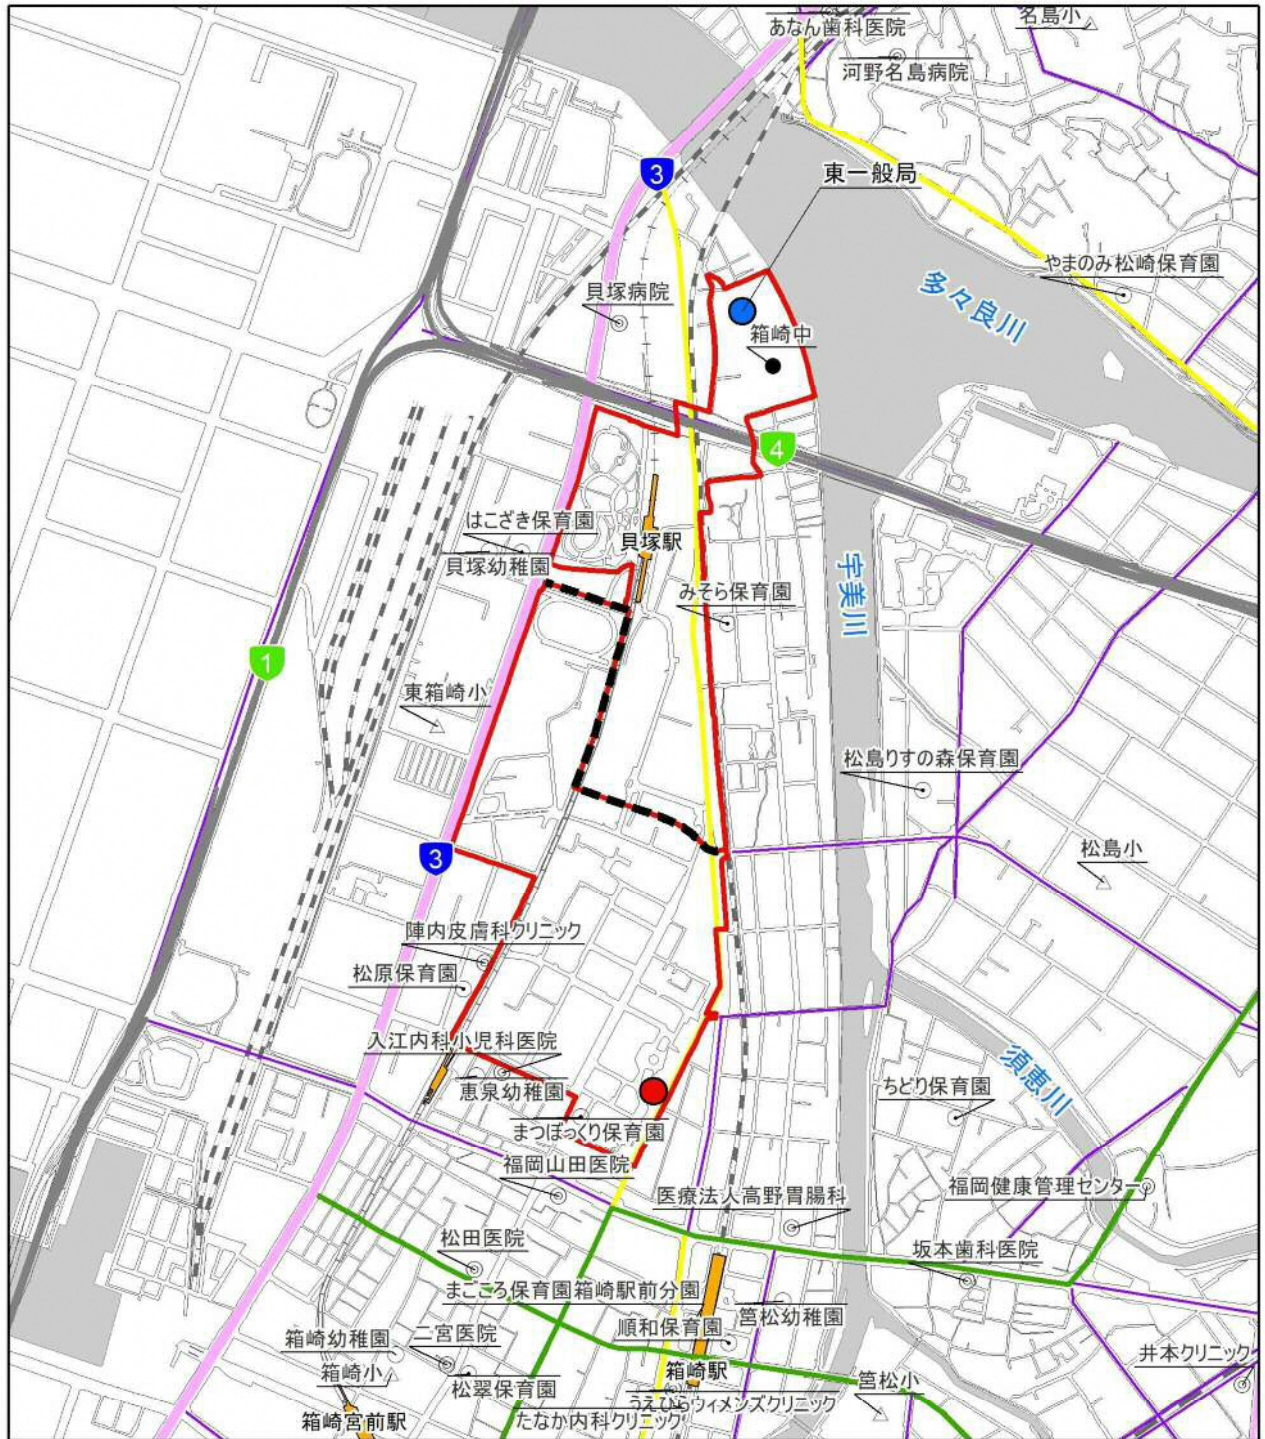 あなん歯科医院
名島小
河野名島病院
3
東一般局
やまのみ松崎保育園
多々良川
貝塚病院
箱崎中
4
はこざき保育園
貝塚駅
貝塚幼稚園
みそら保育園
宇美川
1
東箱崎小
松島りすの森保育園
3
松島小
陣内皮膚科クリニック
松原保育園
入江内科小児科医院
恵泉幼稚園
須恵川
ちどり保育園
まつぼっくり保育園
福岡山田医院
医療法人高野胃腸科
福岡健康管理センター
松田医院
坂本歯科医院
まごころ保育園箱崎駅前分園
筥松幼稚園
順和保育園
箱崎幼稚園
二宮医院
箱崎小
松翠保育園
箱崎駅
井本クリニック
筥松小
うえひらウィメンズクリニック
たなか内科クリニック
箱崎宮前駅